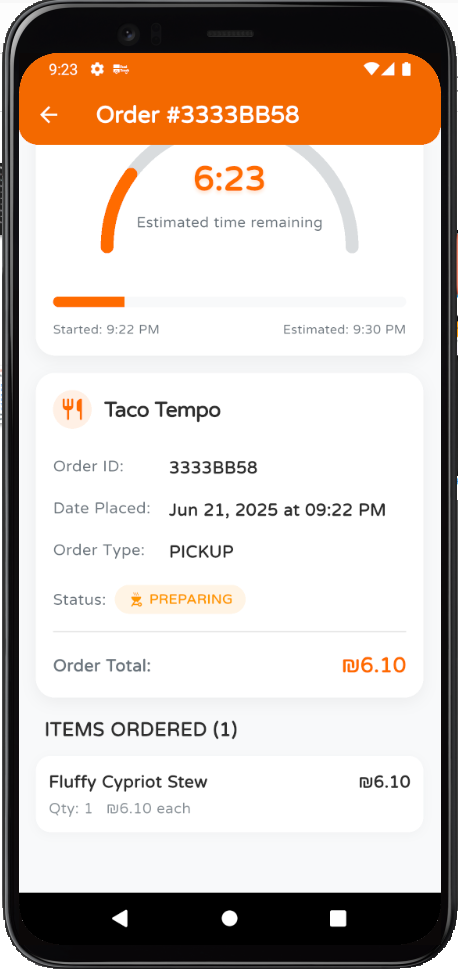 9:23
Order #3333BB58
6:23
Estimated time remaining
Started: 9:22 PM Estimated: 9:30 PM
Taco Tempo
Order ID: 3333BB58
Date Placed: Jun 21, 2025 at 09:22 PM
Order Type: PICKUP
Status: PREPARING
Order Total: ₪6.10
ITEMS ORDERED (1)
Fluffy Cypriot Stew ₪6.10
Qty: 1 ₪6.10 each